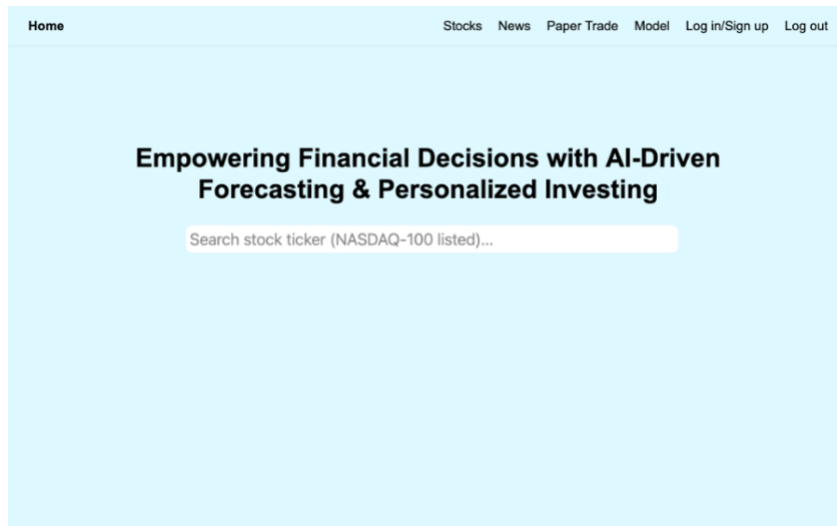 Home Stocks News Paper Trade Model Log in/Sign up Log out
Empowering Financial Decisions with AI-Driven
Forecasting & Personalized Investing
Search stock ticker (NASDAQ-100 listed)...